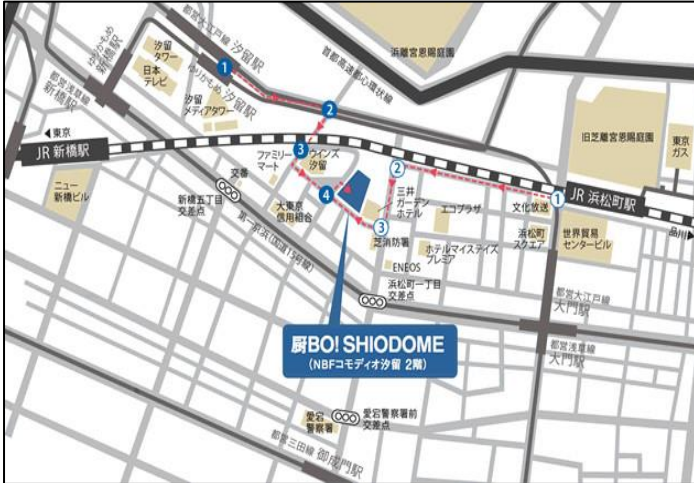 都営大江戸線
汐留駅
首都高速都心環状線
浜離宮恩賜庭園
汐留
タワー
日本
テレビ
ゆりかもめ
新橋駅
都営浅草線
新橋駅
ゆりかもめ
汐留駅
汐留
メディアタワー
1
2
3
4
◀東京
JR 新橋駅
ファミリー
マート
ウインズ
汐留
旧芝離宮恩賜庭園
東京
ガス
ニュー
新橋ビル
交番
新橋五丁目
交差点
大東京
信用組合
2
三井
ガーデン
ホテル
エコプラザ
文化放送
1
JR 浜松町駅
品川▶
3
芝消防署
ホテルマイステイズ
プレミア
浜松町
スクエア
世界貿易
センタービル
第一京浜(国道15号線)
ENEOS
浜松町一丁目
交差点
都営大江戸線
大門駅
厨BO! SHIODOME
(NBFコモディオ汐留 2階)
都営浅草線
大門駅
愛宕
警察署
愛宕警察署前
交差点
都営三田線 御成門駅